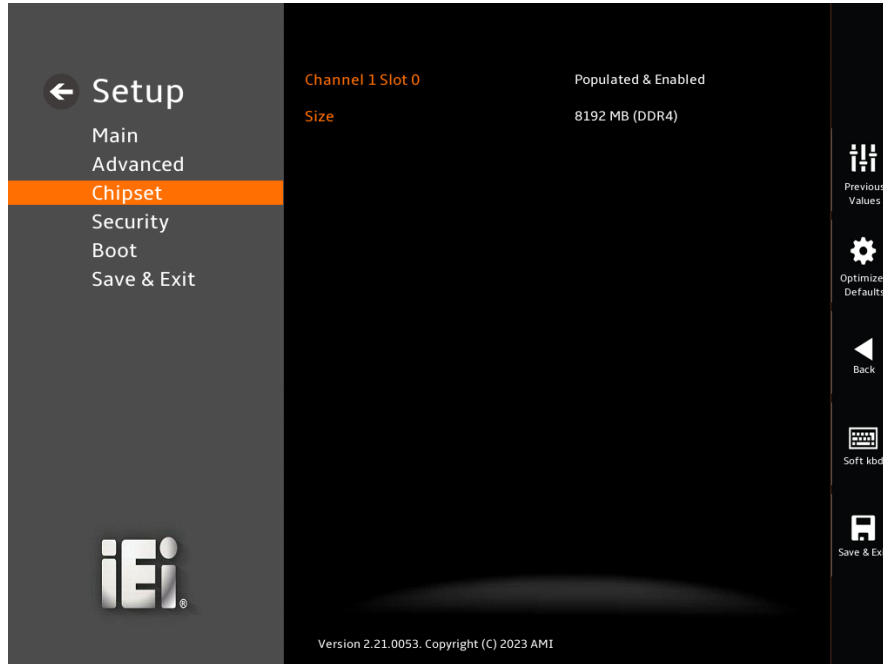 Setup
Main
Advanced
Chipset
Security
Boot
Save & Exit
iEi®
Channel 1 Slot 0 Populated & Enabled
Size 8192 MB (DDR4)
Version 2.21.0053. Copyright (C) 2023 AMI
Previous
Values
Optimize
Defaults
Back
Soft kbd
Save & Exi